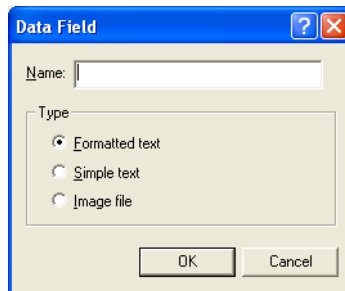 Data Field
Name:
Type
Formatted text
Simple text
Image file
OK Cancel